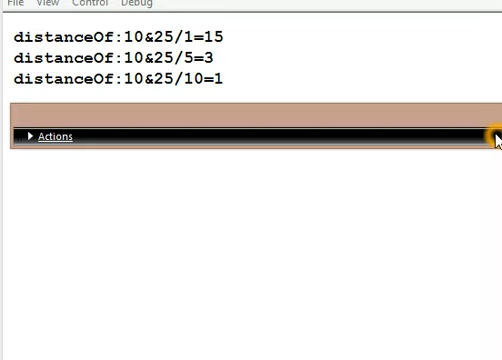 File View Control Debug
distanceOf:10&25/1=15
distanceOf:10&25/5=3
distanceOf:10&25/10=1
Actions